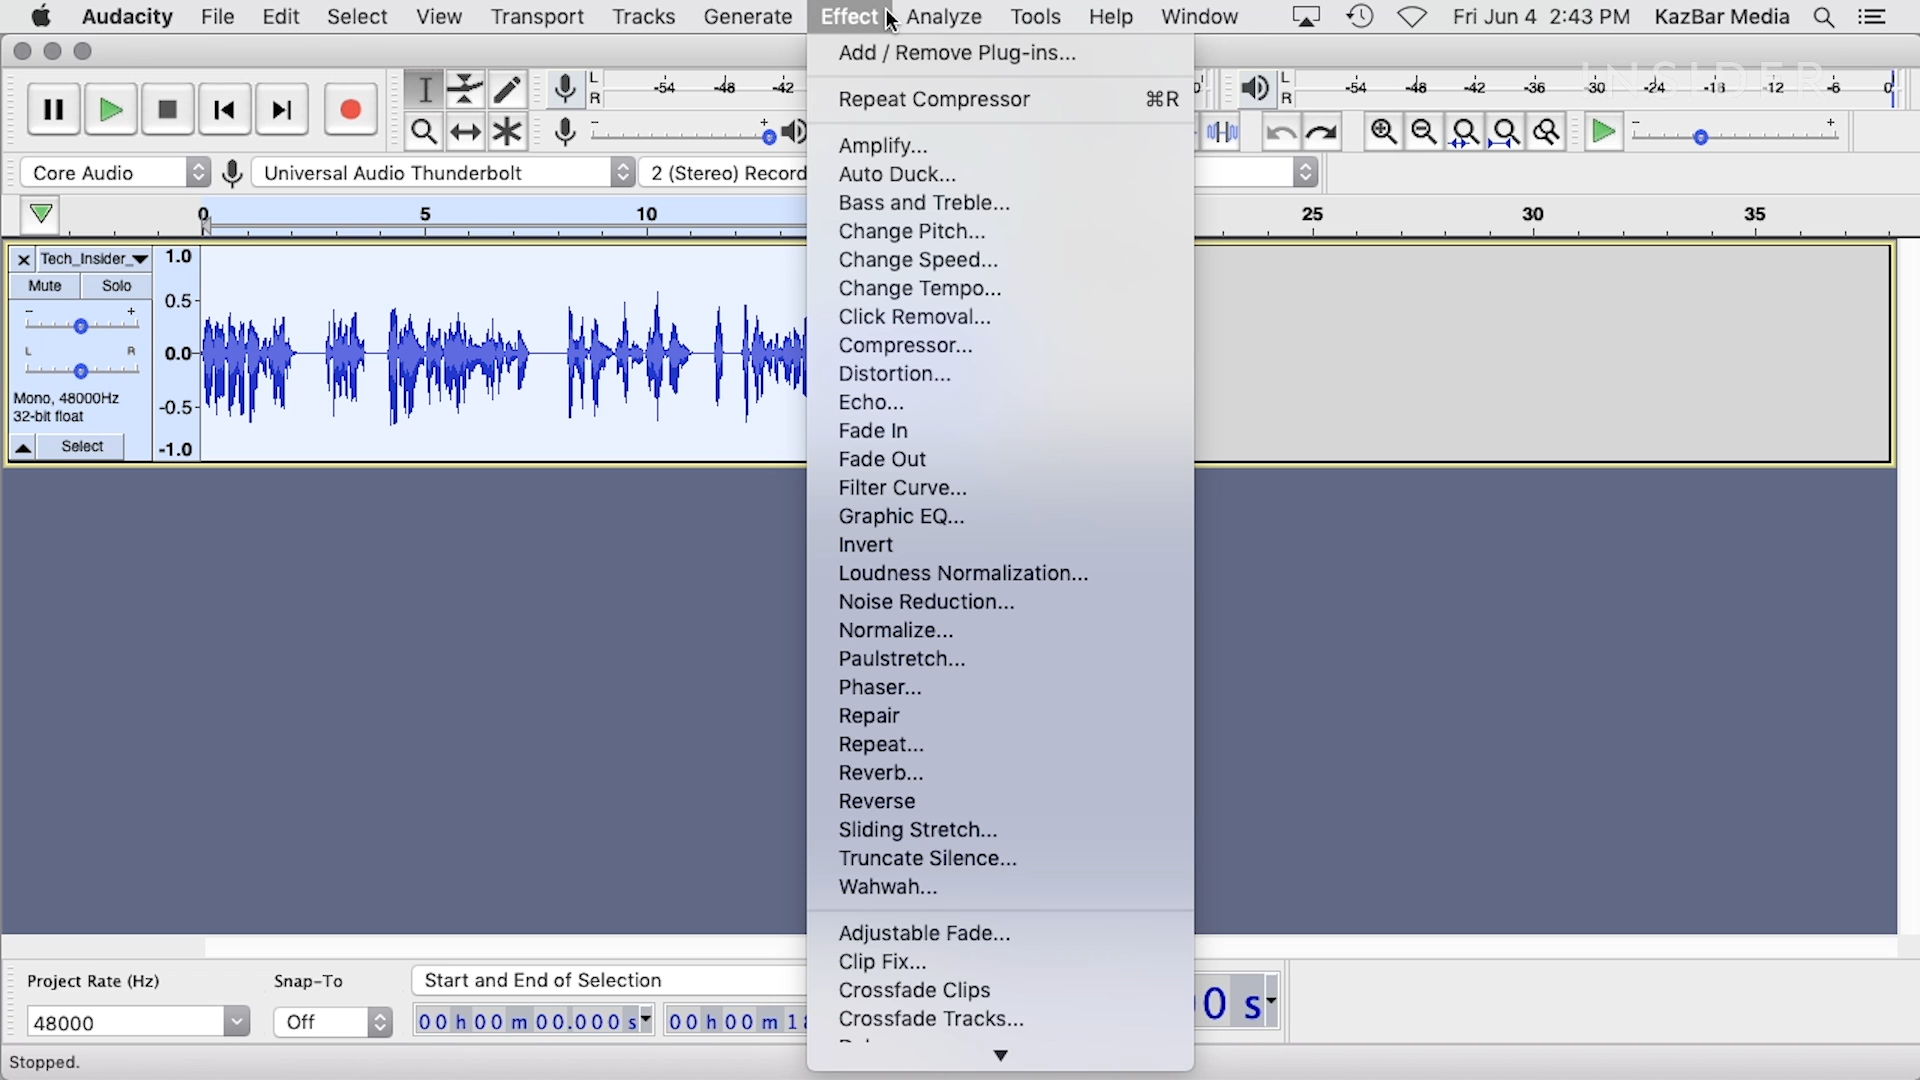 Audacity File Edit Select View Transport Tracks Generate Effect Analyze Tools Help Window Fri Jun 4 2:43 PM KazBar Media
INSIDER
L
R
-54 -48 -42
0
L
R
-54 -48 -42 -36 -30 -24 -18 -12 -6 0
- +
- +
Core Audio
Universal Audio Thunderbolt
2 (Stereo) Record
0 5 10 25 30 35
Tech_Insider_
Mute Solo
- +
L R
Mono, 48000Hz
32-bit float
Select
1.0
0.5
0.0
-0.5
-1.0
Add / Remove Plug-ins...
Repeat Compressor ⌘R
Amplify...
Auto Duck...
Bass and Treble...
Change Pitch...
Change Speed...
Change Tempo...
Click Removal...
Compressor...
Distortion...
Echo...
Fade In
Fade Out
Filter Curve...
Graphic EQ...
Invert
Loudness Normalization...
Noise Reduction...
Normalize...
Paulstretch...
Phaser...
Repair
Repeat...
Reverb...
Reverse
Sliding Stretch...
Truncate Silence...
Wahwah...
Adjustable Fade...
Clip Fix...
Crossfade Clips
Crossfade Tracks...
Project Rate (Hz)
Snap-To
Start and End of Selection
48000
Off
00 h 00 m 00.000 s
00 h 00 m 18
0 s
Stopped.